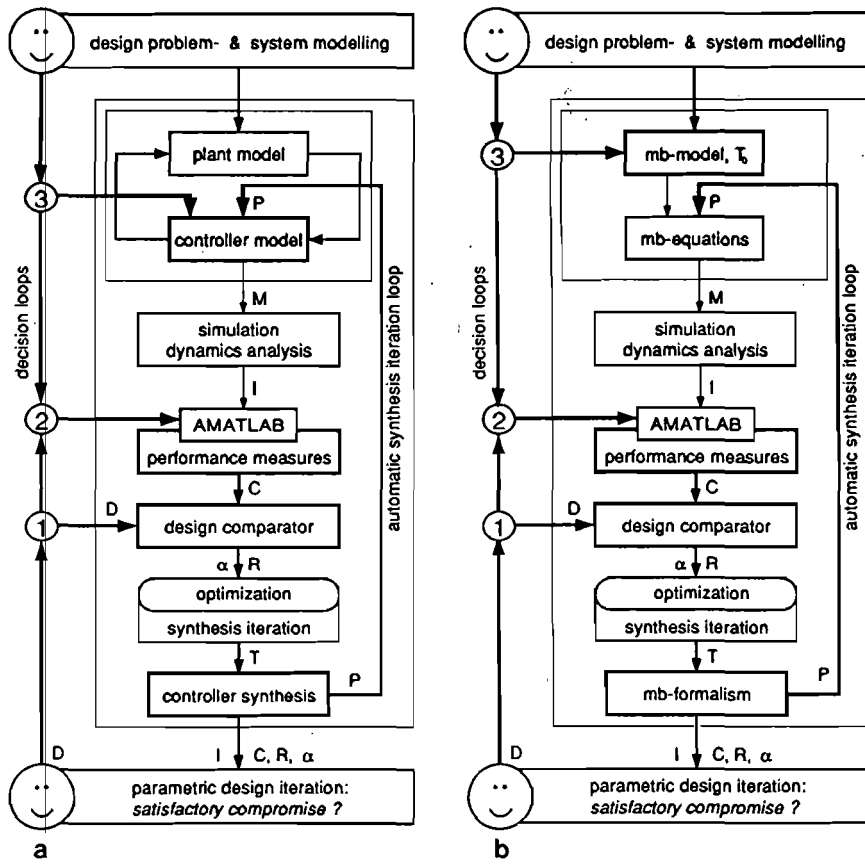 design problem- & system modelling
plant model
3
P
controller model
M
simulation
dynamics analysis
I
decision loops
2
AMATLAB
performance measures
C
automatic synthesis iteration loop
1
D
design comparator
α R
optimization
synthesis iteration
T
controller synthesis
P
D
I
C, R, α
parametric design iteration:
satisfactory compromise ?
a
design problem- & system modelling
3
mb-model, T₀
P
mb-equations
M
simulation
dynamics analysis
I
decision loops
2
AMATLAB
performance measures
C
automatic synthesis iteration loop
1
D
design comparator
α R
optimization
synthesis iteration
T
mb-formalism
P
D
I
C, R, α
parametric design iteration:
satisfactory compromise ?
b